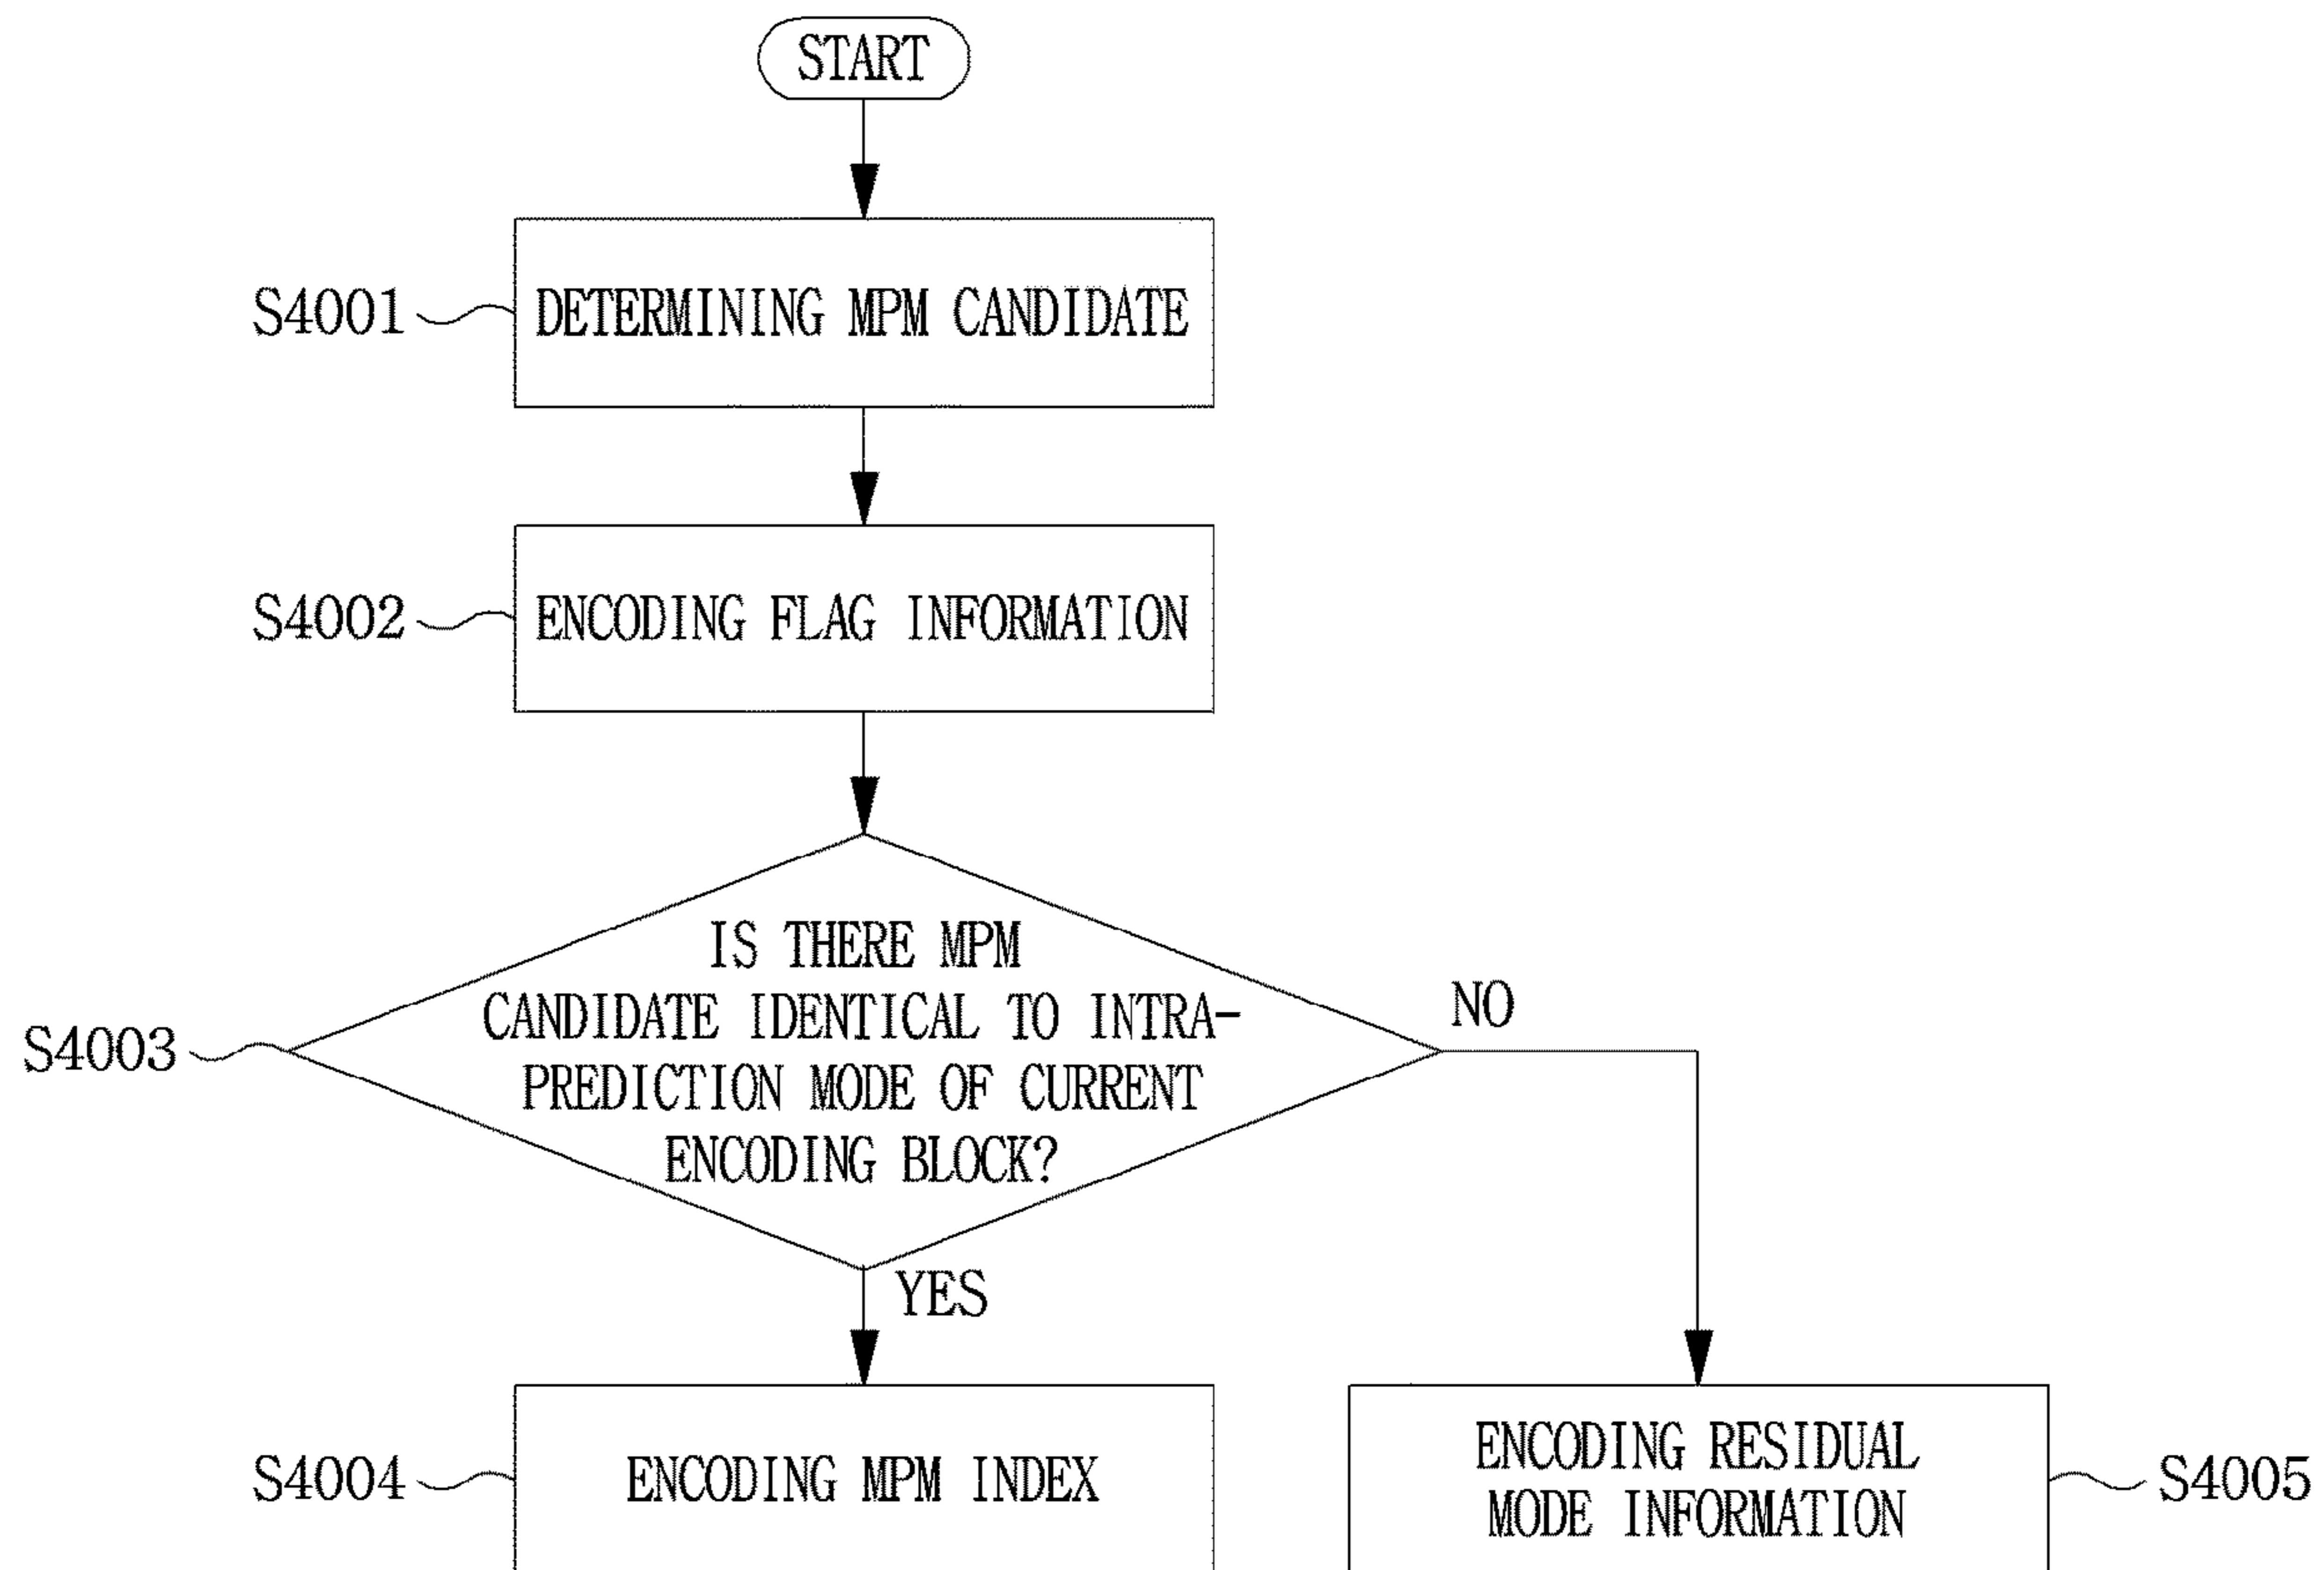 START
S4001
DETERMINING MPM CANDIDATE
S4002
ENCODING FLAG INFORMATION
S4003
IS THERE MPM
CANDIDATE IDENTICAL TO INTRA-
PREDICTION MODE OF CURRENT
ENCODING BLOCK?
NO
YES
S4004
ENCODING MPM INDEX
ENCODING RESIDUAL
MODE INFORMATION
S4005